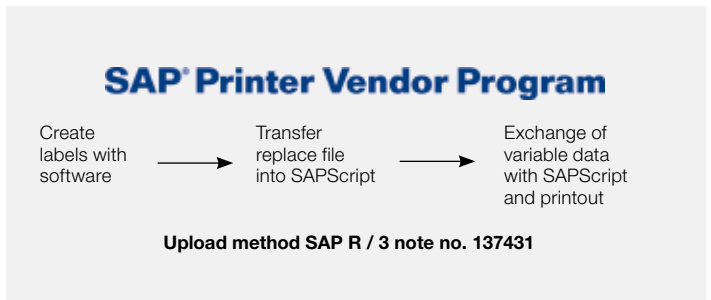 SAP® Printer Vendor Program
Create
labels with
software
Transfer
replace file
into SAPScript
Exchange of
variable data
with SAPScript
and printout
Upload method SAP R / 3 note no. 137431